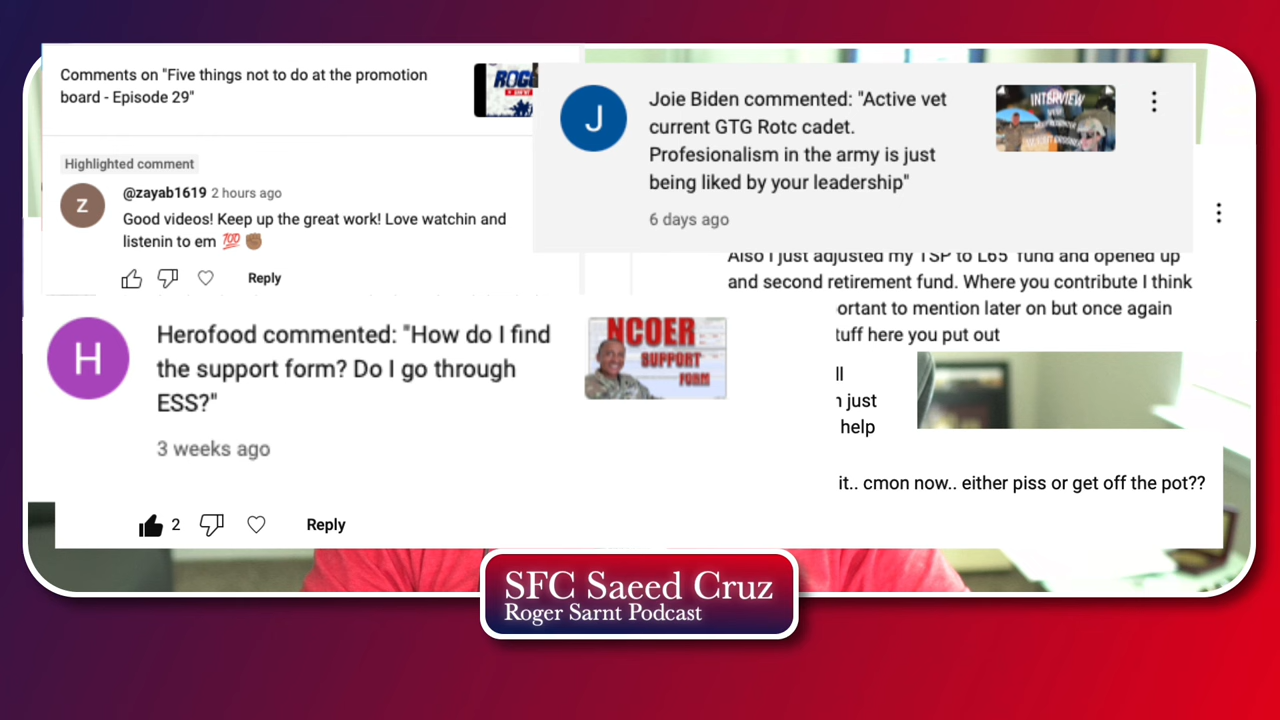 Comments on "Five things not to do at the promotion
board - Episode 29"
Highlighted comment
Z
@zayab1619 2 hours ago
Good videos! Keep up the great work! Love watchin and
listenin to em 💯 ✊🏾
Reply
J
Joie Biden commented: "Active vet
current GTG Rotc cadet.
Profesionalism in the army is just
being liked by your leadership"
6 days ago
INTERVIEW
Also I just adjusted my TSP to L65 fund and opened up
and second retirement fund. Where you contribute I think
ortant to mention later on but once again
tuff here you put out
ll
just
help
it.. cmon now.. either piss or get off the pot??
H
Herofood commented: "How do I find
the support form? Do I go through
ESS?"
3 weeks ago
NCOER
SUPPORT
FORM
2
Reply
SFC Saeed Cruz
Roger Sarnt Podcast